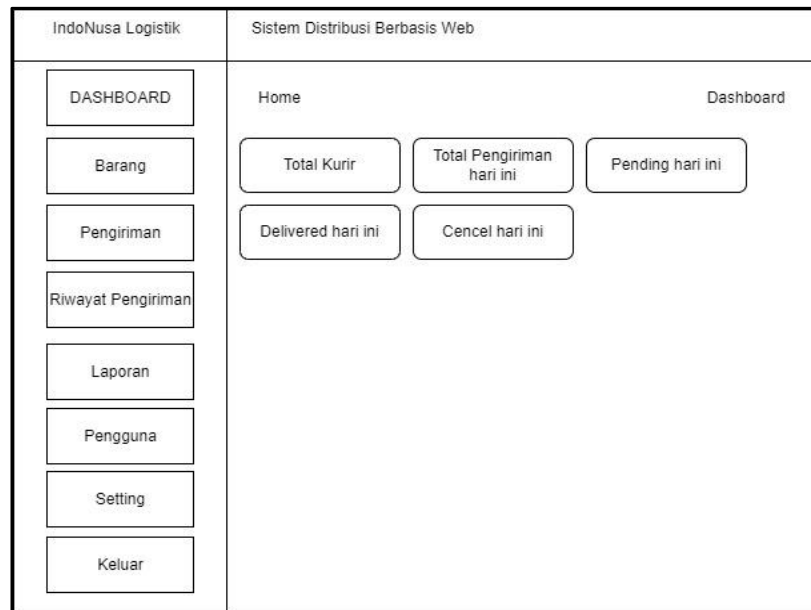 IndoNusa Logistik
Sistem Distribusi Berbasis Web
DASHBOARD
Barang
Pengiriman
Riwayat Pengiriman
Laporan
Pengguna
Setting
Keluar
Home
Dashboard
Total Kurir
Total Pengiriman
hari ini
Pending hari ini
Delivered hari ini
Cencel hari ini